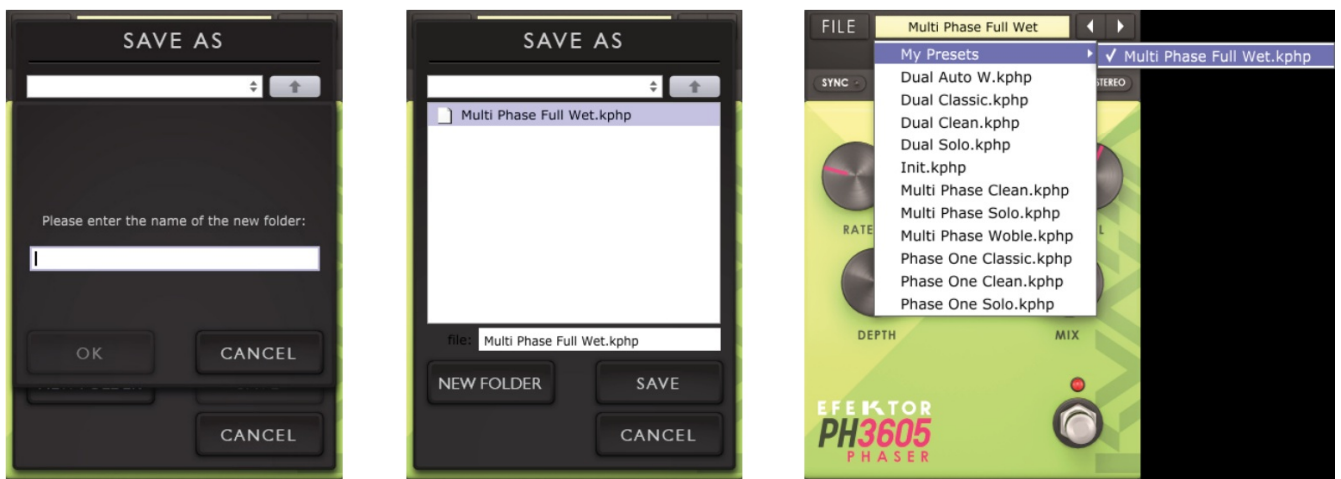 SAVE AS
Please enter the name of the new folder:
OK
CANCEL
CANCEL
SAVE AS
Multi Phase Full Wet.kphp
file:
Multi Phase Full Wet.kphp
NEW FOLDER
SAVE
CANCEL
FILE
Multi Phase Full Wet
My Presets
✓ Multi Phase Full Wet.kphp
SYNC
Dual Auto W.kphp
Dual Classic.kphp
Dual Clean.kphp
Dual Solo.kphp
Init.kphp
Multi Phase Clean.kphp
Multi Phase Solo.kphp
Multi Phase Woble.kphp
Phase One Classic.kphp
Phase One Clean.kphp
Phase One Solo.kphp
RATE
DEPTH
MIX
EFEKTOR
PH3605
PHASER